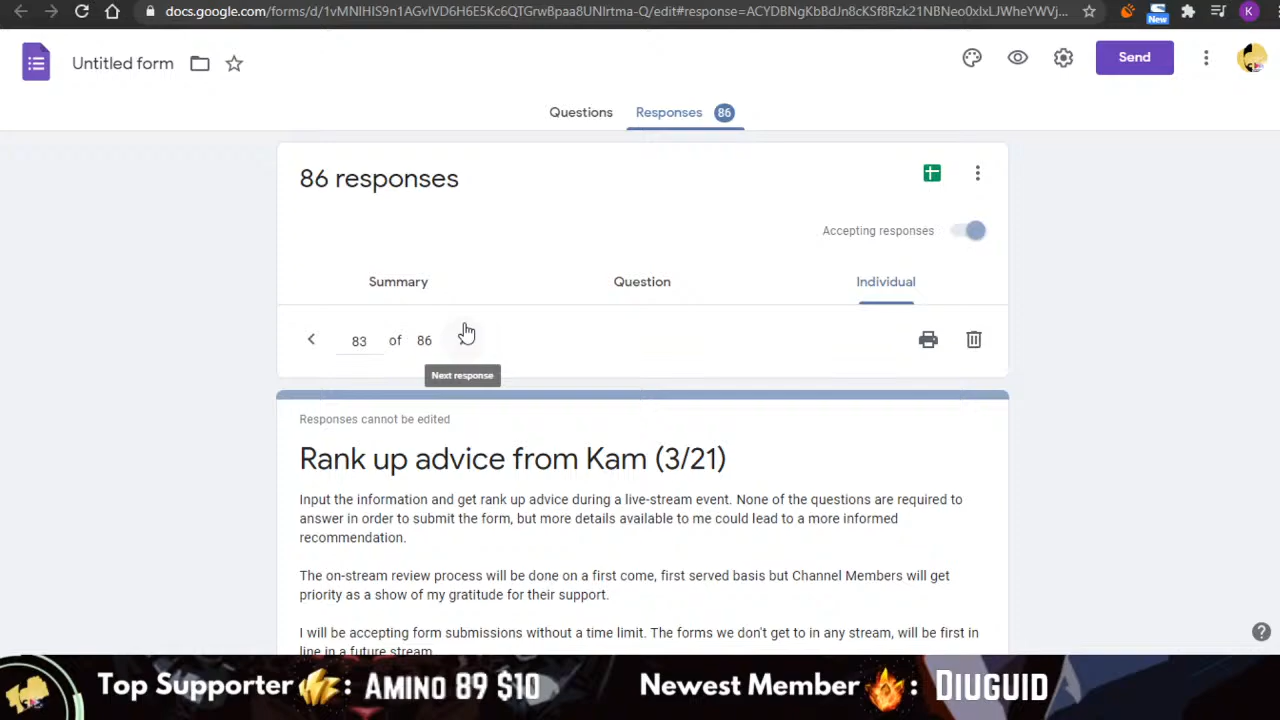 docs.google.com/forms/d/1vMNIHIS9n1AGvIVD6H6E5Kc6QTGrwBpaa8UNIrtma-Q/edit#response=ACYDBNgKbBdJn8cKSf8Rzk21NBNeo0xIxLJWheYWVj...
New
K
Untitled form
Send
Questions
Responses 86
86 responses
Accepting responses
Summary
Question
Individual
83 of 86
Next response
Responses cannot be edited
Rank up advice from Kam (3/21)
Input the information and get rank up advice during a live-stream event. None of the questions are required to
answer in order to submit the form, but more details available to me could lead to a more informed
recommendation.
The on-stream review process will be done on a first come, first served basis but Channel Members will get
priority as a show of my gratitude for their support.
I will be accepting form submissions without a time limit. The forms we don't get to in any stream, will be first in
line in a future stream
Top Supporter : Amino 89 $10
Newest Member : Diuguid